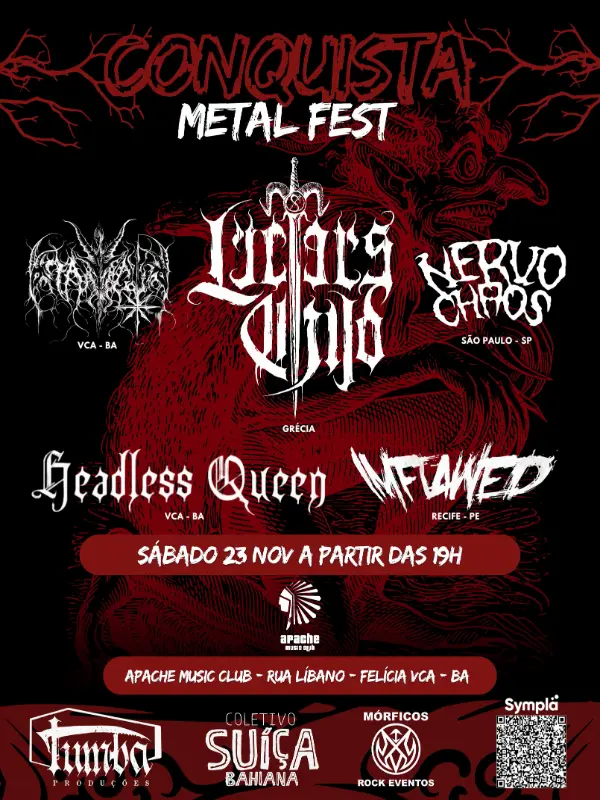 CONQUISTA
METAL FEST
LUCIFER'S
CHILD
GRÉCIA
VCA - BA
NERVO
CHAOS
SÃO PAULO - SP
Headless Queen
VCA - BA
IMFLAWED
RECIFE - PE
SÁBADO 23 NOV A PARTIR DAS 19H
apache
music club
APACHE MUSIC CLUB - RUA LÍBANO - FELÍCIA VCA - BA
Tumba
PRODUÇÕES
COLETIVO
SUÍÇA
BAHIANA
MÓRFICOS
ROCK EVENTOS
Sympla